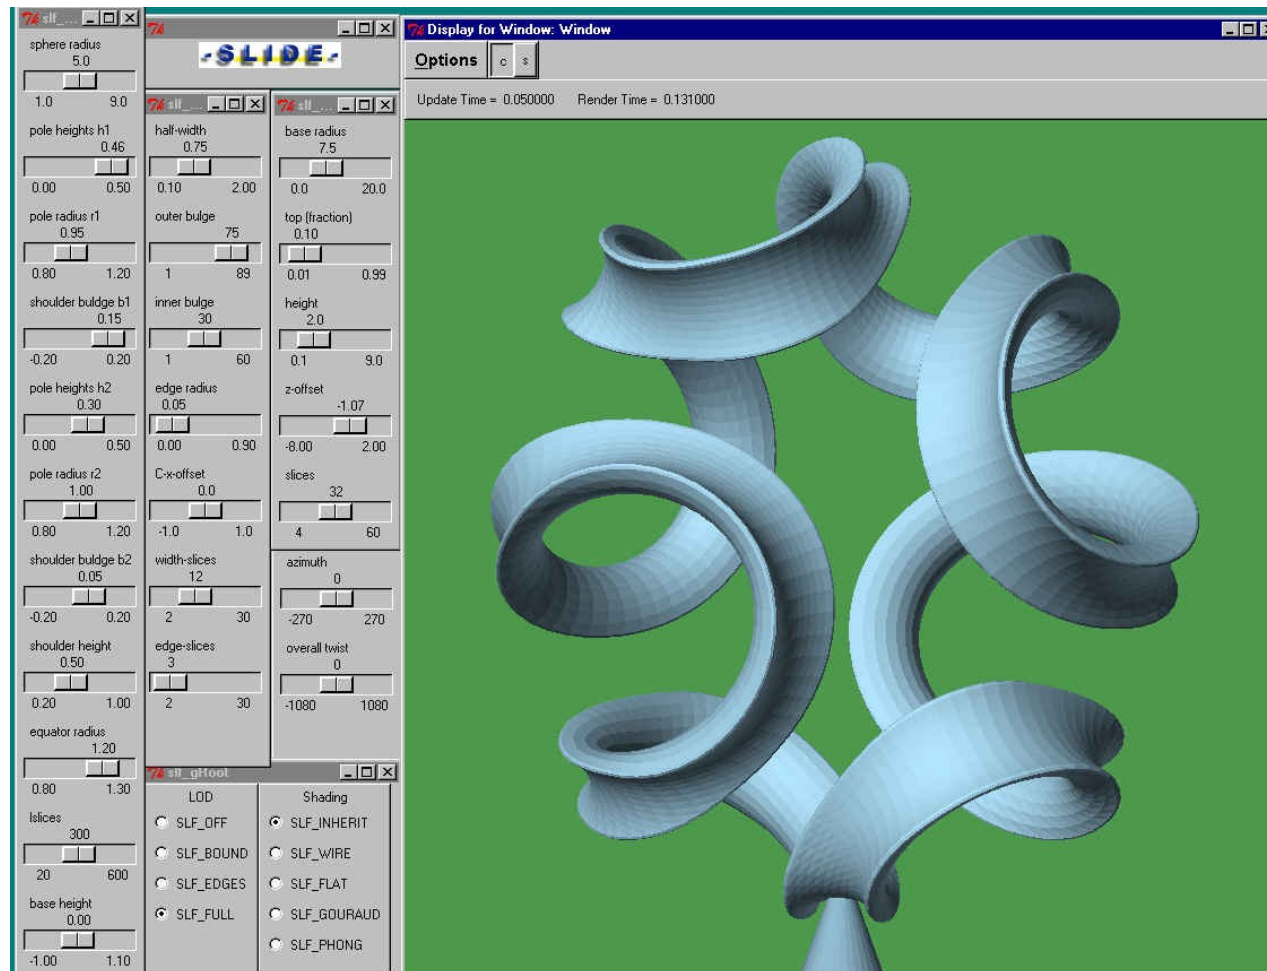 slf_...
sphere radius
5.0
1.0 9.0
pole heights h1
0.46
0.00 0.50
pole radius r1
0.95
0.80 1.20
shoulder buldge b1
0.15
-0.20 0.20
pole heights h2
0.30
0.00 0.50
pole radius r2
1.00
0.80 1.20
shoulder buldge b2
0.05
-0.20 0.20
shoulder height
0.50
0.20 1.00
equator radius
1.20
0.80 1.30
lslices
300
20 600
base height
0.00
-1.00 1.10
-SLIDE-
slf_...
half-width
0.75
0.10 2.00
outer bulge
75
1 89
inner bulge
30
1 60
edge radius
0.05
0.00 0.90
C-x-offset
0.0
-1.0 1.0
width-slices
12
2 30
edge-slices
3
2 30
slf_...
base radius
7.5
0.0 20.0
top (fraction)
0.10
0.01 0.99
height
2.0
0.1 9.0
z-offset
-1.07
-8.00 2.00
slices
32
4 60
azimuth
0
-270 270
overall twist
0
-1080 1080
LOD
SLF_OFF
SLF_BOUND
SLF_EDGES
SLF_FULL
Shading
SLF_INHERIT
SLF_WIRE
SLF_FLAT
SLF_GOURAUD
SLF_PHONG
Display for Window: Window
Options c s
Update Time = 0.050000 Render Time = 0.131000